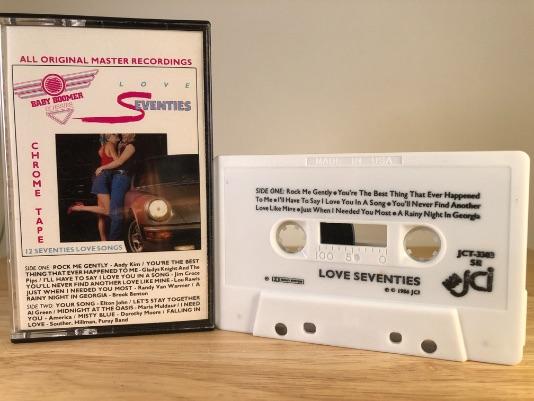 ALL ORIGINAL MASTER RECORDINGS
BABY BOOMER
CLASSICS
LOVE
SEVENTIES
CHROME TAPE
12 SEVENTIES LOVE SONGS
SIDE ONE: ROCK ME GENTLY - Andy Kim / YOU'RE THE BEST
THING THAT EVER HAPPENED TO ME - Gladys Knight And The
Pips / I'LL HAVE TO SAY I LOVE YOU IN A SONG - Jim Croce
YOU'LL NEVER FIND ANOTHER LOVE LIKE MINE - Lou Rawls
JUST WHEN I NEEDED YOU MOST - Randy Van Warmer / A
RAINY NIGHT IN GEORGIA - Brook Benton
SIDE TWO: YOUR SONG - Elton John / LET'S STAY TOGETHER
Al Green / MIDNIGHT AT THE OASIS - Maria Muldaur / I NEED
YOU - America / MISTY BLUE - Dorothy Moore / FALLING IN
LOVE - Souther, Hillman, Furay Band
MADE IN USA
SIDE ONE: Rock Me Gently • You're The Best Thing That Ever Happened
To Me • I'll Have To Say I Love You In A Song • You'll Never Find Another
Love Like Mine • Just When I Needed You Most • A Rainy Night In Georgia
100 50 0
JCT-3303
jci
LOVE SEVENTIES
℗ © 1986 JCI